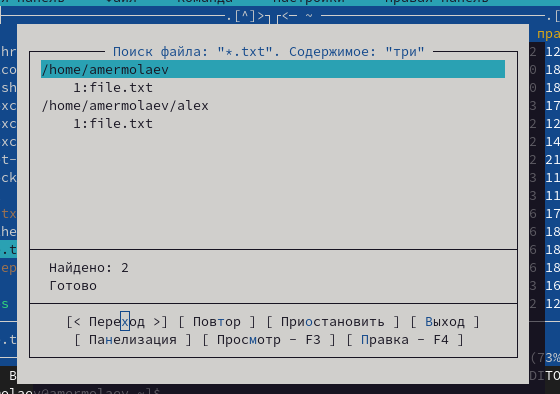 .[^]>┐┌<─ ~
Поиск файла: "*.txt". Содержимое: "три"
/home/amermolaev
1:file.txt
/home/amermolaev/alex
1:file.txt
Найдено: 2
Готово
[< Переход >] [ Повтор ] [ Приостановить ] [ Выход ]
[ Панелизация ] [ Просмотр - F3 ] [ Правка - F4 ]